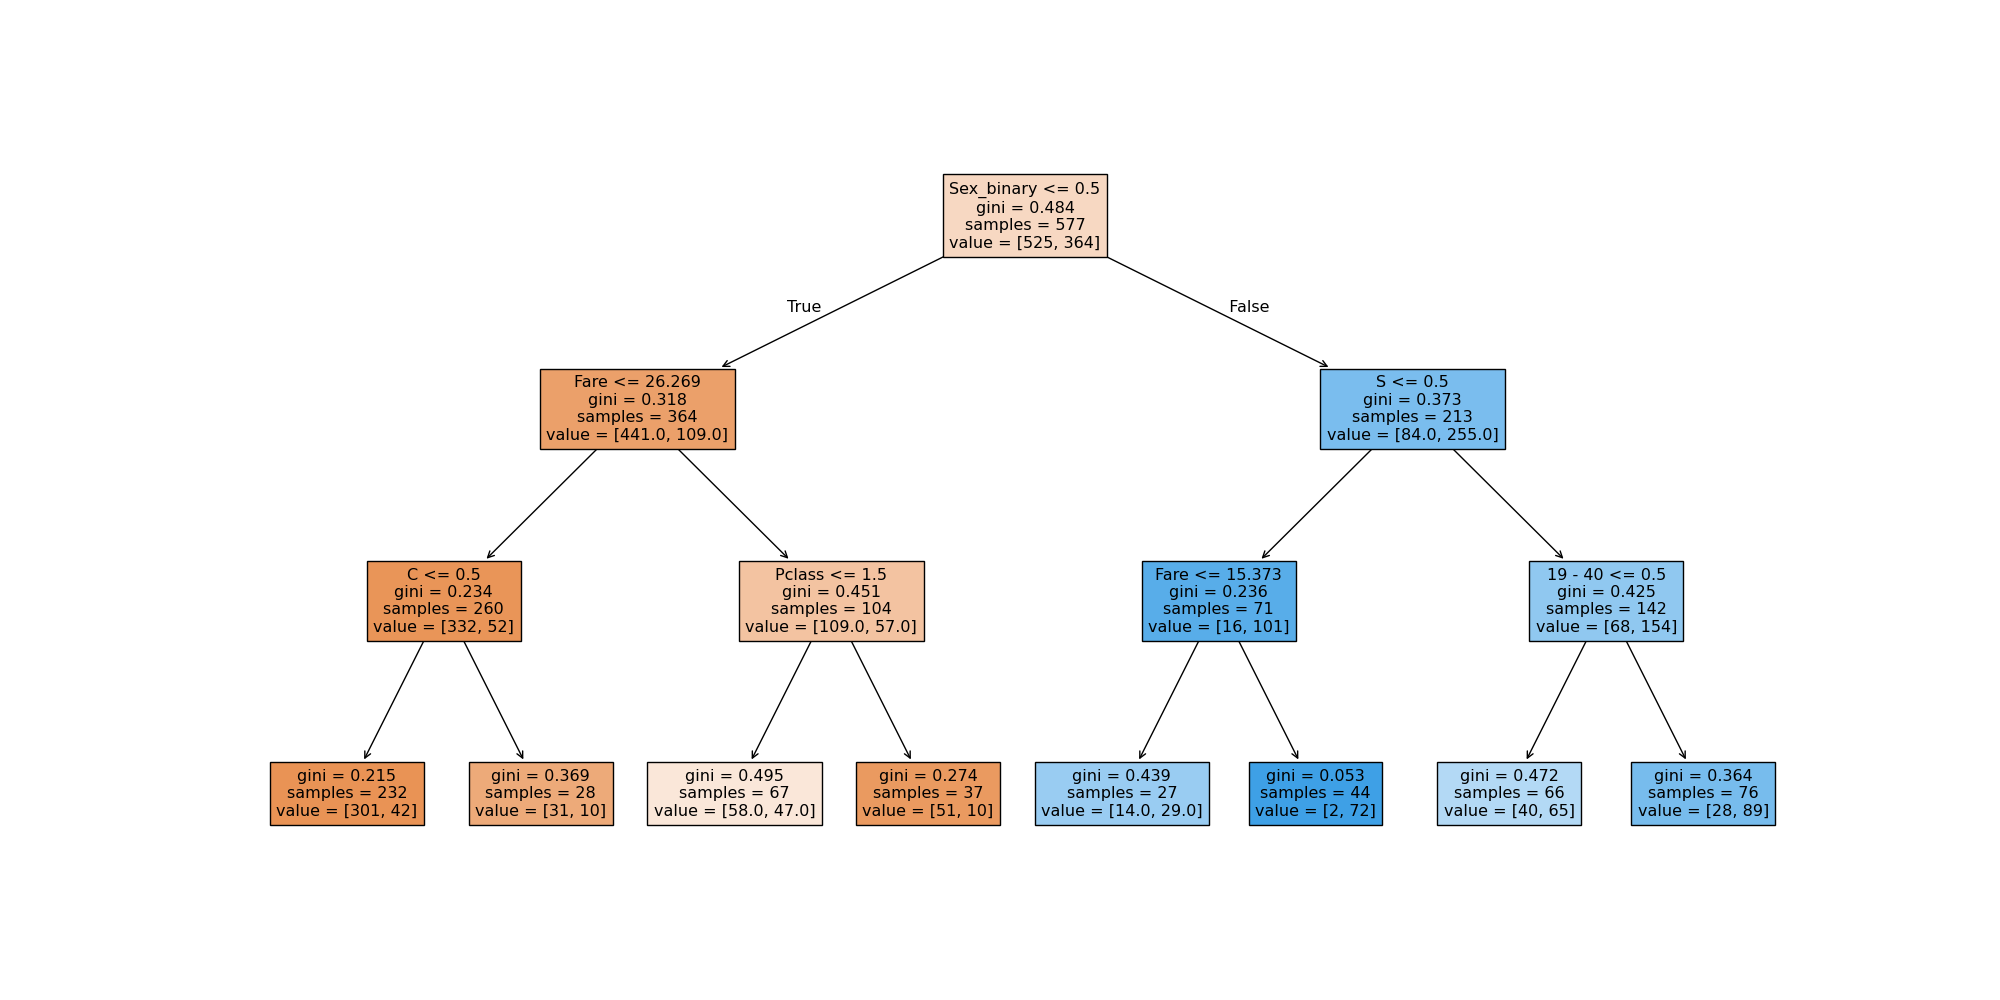 Sex_binary <= 0.5
gini = 0.484
samples = 577
value = [525, 364]
True
False
Fare <= 26.269
gini = 0.318
samples = 364
value = [441.0, 109.0]
S <= 0.5
gini = 0.373
samples = 213
value = [84.0, 255.0]
C <= 0.5
gini = 0.234
samples = 260
value = [332, 52]
Pclass <= 1.5
gini = 0.451
samples = 104
value = [109.0, 57.0]
Fare <= 15.373
gini = 0.236
samples = 71
value = [16, 101]
19 - 40 <= 0.5
gini = 0.425
samples = 142
value = [68, 154]
gini = 0.215
samples = 232
value = [301, 42]
gini = 0.369
samples = 28
value = [31, 10]
gini = 0.495
samples = 67
value = [58.0, 47.0]
gini = 0.274
samples = 37
value = [51, 10]
gini = 0.439
samples = 27
value = [14.0, 29.0]
gini = 0.053
samples = 44
value = [2, 72]
gini = 0.472
samples = 66
value = [40, 65]
gini = 0.364
samples = 76
value = [28, 89]